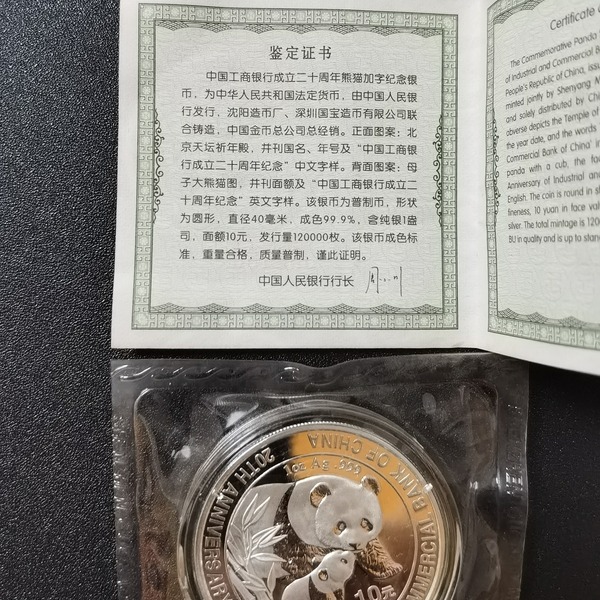 鉴定证书
中国工商银行成立二十周年熊猫加字纪念银
币，为中华人民共和国法定货币，由中国人民银
行发行，沈阳造币厂、深圳国宝造币有限公司联
合铸造，中国金币总公司总经销。正面图案：北
京天坛祈年殿，井刊国名、年号及“中国工商银
行成立二十周年纪念”中文字样。背面图案：母
子大熊猫图，井刊面额及“中国工商银行成立二
十周年纪念”英文字样。该银币为普制币，形状
为圆形，直径40毫米，成色99.9%，含纯银1盎
司，面额10元，发行量120000枚。该银币成色标
准，重量合格，质量普制，谨此证明。
中国人民银行行长
Certificate
The Commemorative Panda
of Industrial and Commercial B
People's Republic of China, issu
minted jointly by Shenyang
and solely distributed by Chi
obverse depicts the Temple of
the year date, and the words
Commercial Bank of China' in
panda with a cub, the fac
Anniversary of Industrial and
English. The coin is round in sh
fineness, 10 yuan in face val
silver. The total mintage is 120
BU in quality and is up to stan
20TH ANNIVERSARY
MMERCIAL BANK OF CHINA
1oz Ag .999
10元